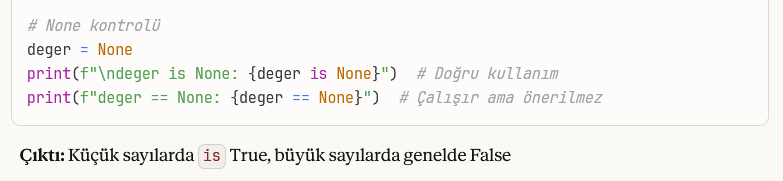 # None kontrolü
deger = None
print(f"\ndeger is None: {deger is None}")  # Doğru kullanım
print(f"deger == None: {deger == None}")  # Çalışır ama önerilmez
Çıktı: Küçük sayılarda is True, büyük sayılarda genelde False